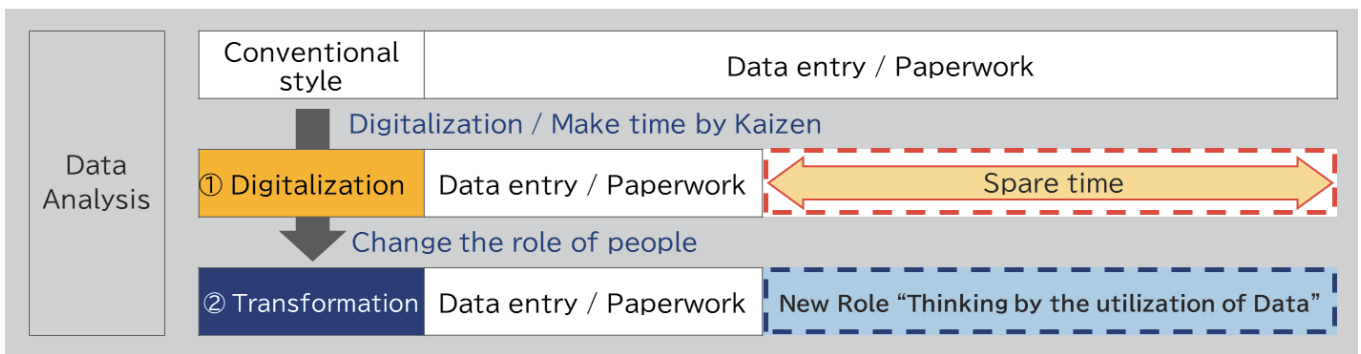 Data
Analysis
Conventional
style
Data entry / Paperwork
Digitalization / Make time by Kaizen
① Digitalization
Data entry / Paperwork
Spare time
Change the role of people
② Transformation
Data entry / Paperwork
New Role “Thinking by the utilization of Data”